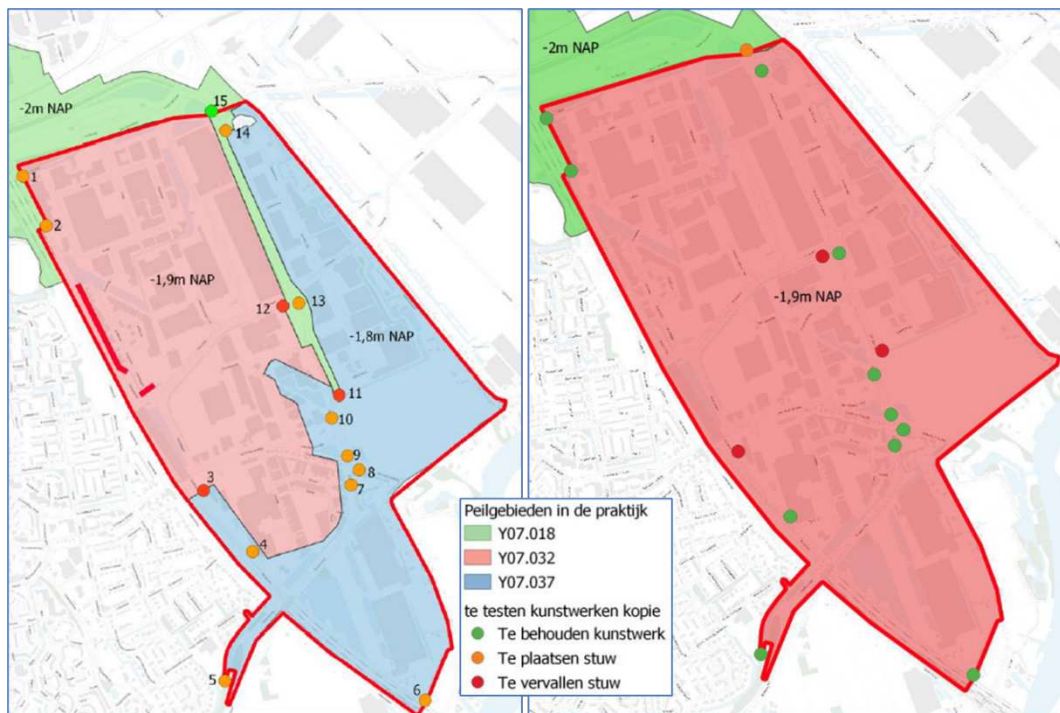 -2m NAP
15
14
1
2
-1,9m NAP
12
13
-1,8m NAP
11
10
9
8
7
3
4
5
6
-2m NAP
-1,9m NAP
Peilgebieden in de praktijk
Y07.018
Y07.032
Y07.037
te testen kunstwerken kopie
Te behouden kunstwerk
Te plaatsen stuw
Te vervallen stuw